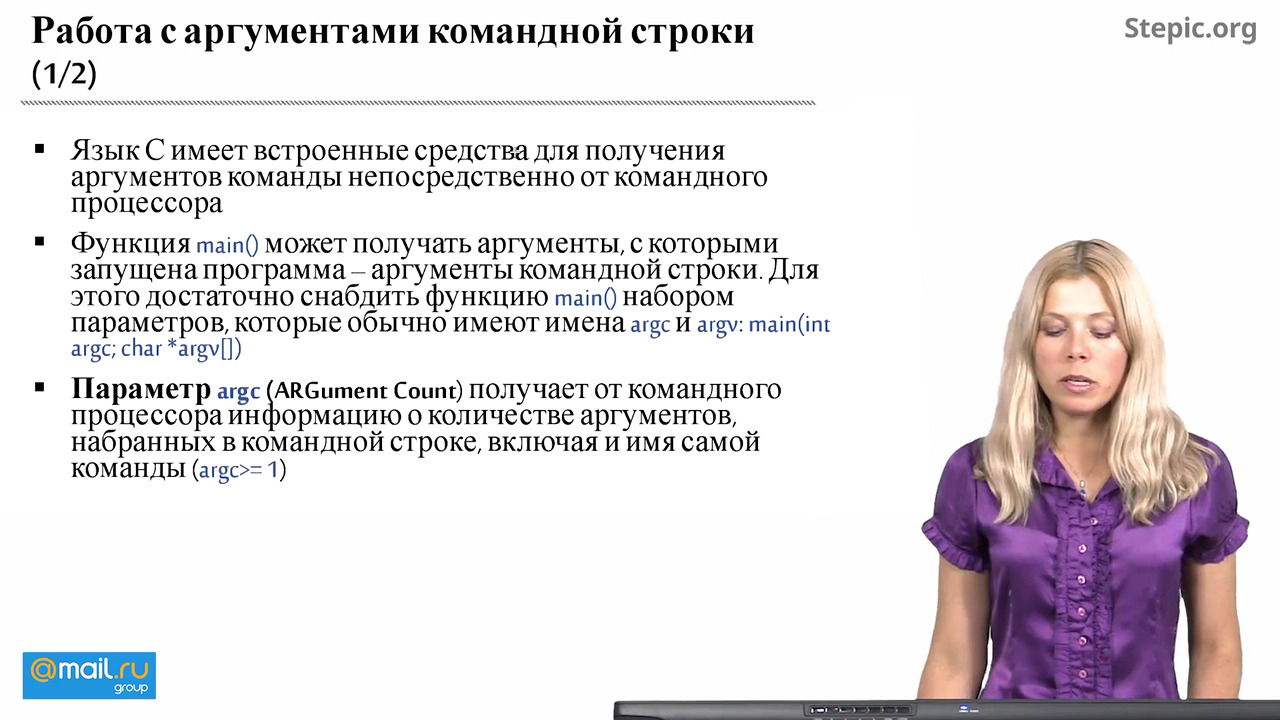 Работа с аргументами командной строки
(1/2)
Stepic.org
▪ Язык C имеет встроенные средства для получения
аргументов команды непосредственно от командного
процессора
▪ Функция main() может получать аргументы, с которыми
запущена программа – аргументы командной строки. Для
этого достаточно снабдить функцию main() набором
параметров, которые обычно имеют имена argc и argv: main(int
argc; char *argv[])
▪ Параметр argc (ARGument Count) получает от командного
процессора информацию о количестве аргументов,
набранных в командной строке, включая и имя самой
команды (argc>= 1)
@mail.ru
group